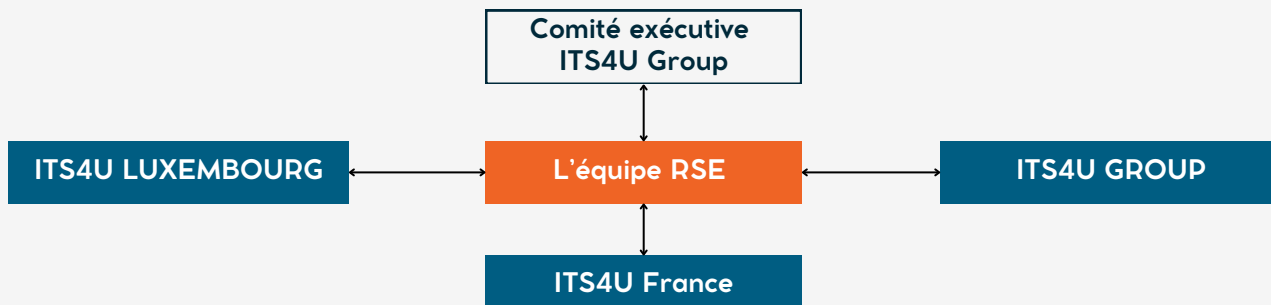 Comité exécutive
ITS4U Group
ITS4U LUXEMBOURG
L'équipe RSE
ITS4U GROUP
ITS4U France